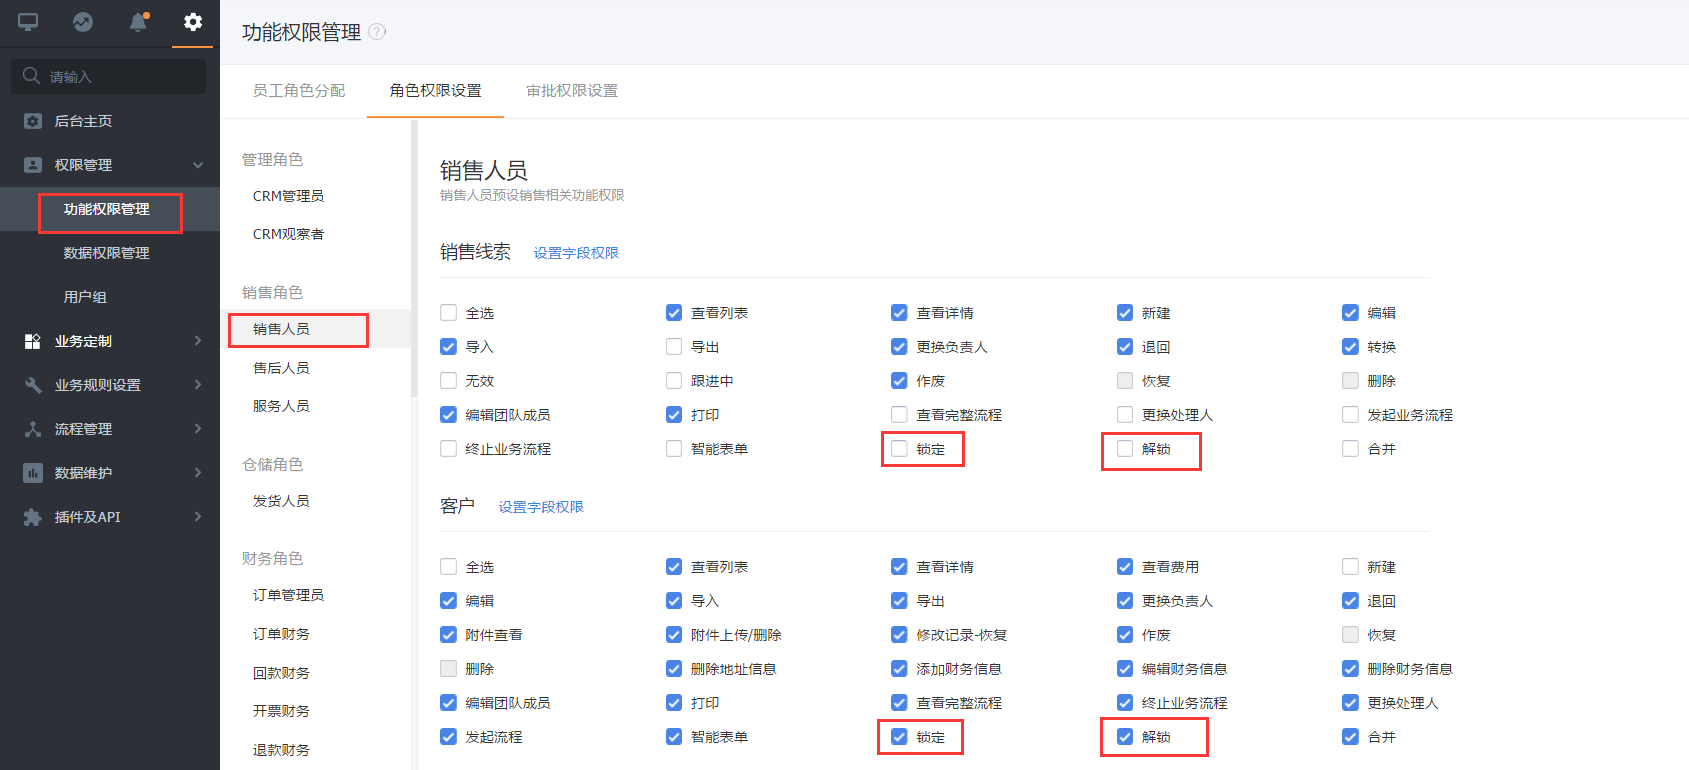 请输入
后台主页
权限管理
功能权限管理
数据权限管理
用户组
业务定制
业务规则设置
流程管理
数据维护
插件及API
功能权限管理 ?
员工角色分配 角色权限设置 审批权限设置
管理角色
CRM管理员
CRM观察者
销售角色
销售人员
售后人员
服务人员
仓储角色
发货人员
财务角色
订单管理员
订单财务
回款财务
开票财务
退款财务
销售人员
销售人员预设销售相关功能权限
销售线索 设置字段权限
全选 查看列表 查看详情 新建 编辑
导入 导出 更换负责人 退回 转换
无效 跟进中 作废 恢复 删除
编辑团队成员 打印 查看完整流程 更换处理人 发起业务流程
终止业务流程 智能表单 锁定 解锁 合并
客户 设置字段权限
全选 查看列表 查看详情 查看费用 新建
编辑 导入 导出 更换负责人 退回
附件查看 附件上传/删除 修改记录-恢复 作废 恢复
删除 删除地址信息 添加财务信息 编辑财务信息 删除财务信息
编辑团队成员 打印 查看完整流程 终止业务流程 更换处理人
发起流程 智能表单 锁定 解锁 合并